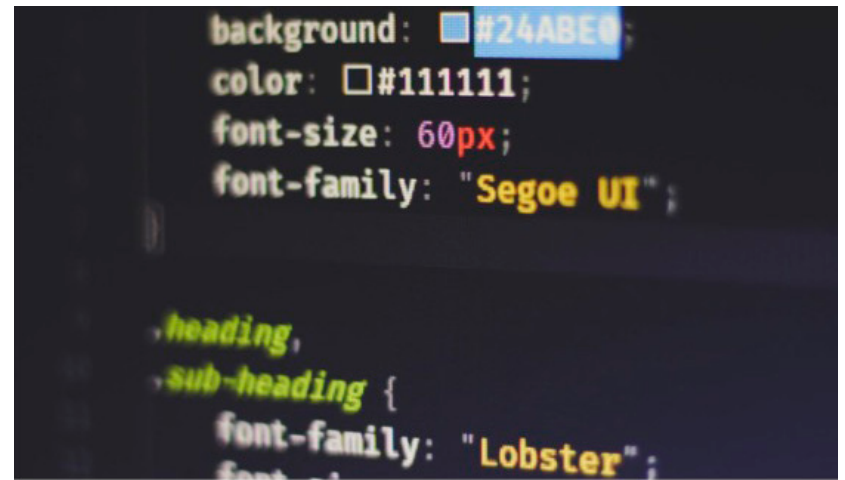 background: #24ABE0;
color: #111111;
font-size: 60px;
font-family: "Segoe UI";
}
.heading,
.sub-heading {
font-family: "Lobster";